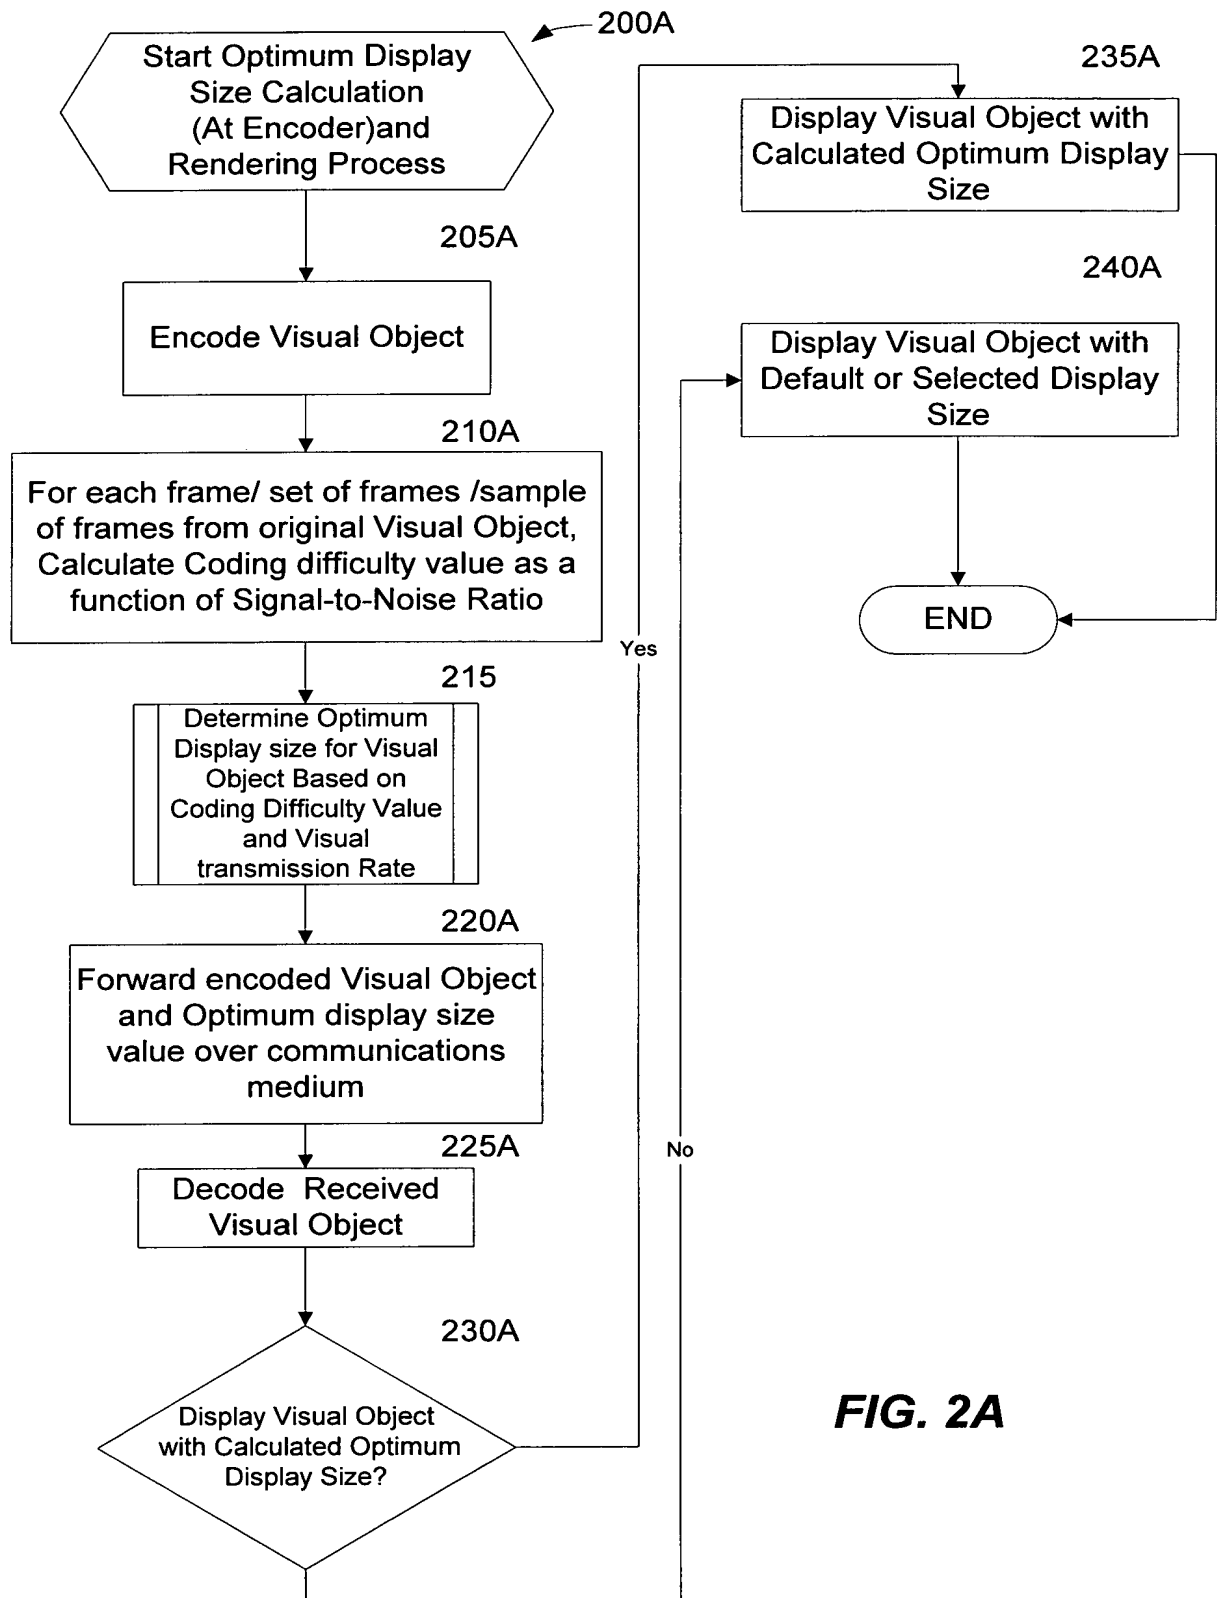 200A
Start Optimum Display
Size Calculation
(At Encoder)and
Rendering Process
205A
Encode Visual Object
210A
For each frame/ set of frames /sample
of frames from original Visual Object,
Calculate Coding difficulty value as a
function of Signal-to-Noise Ratio
215
Determine Optimum
Display size for Visual
Object Based on
Coding Difficulty Value
and Visual
transmission Rate
220A
Forward encoded Visual Object
and Optimum display size
value over communications
medium
225A
Decode Received
Visual Object
230A
Display Visual Object
with Calculated Optimum
Display Size?
Yes
No
235A
Display Visual Object with
Calculated Optimum Display
Size
240A
Display Visual Object with
Default or Selected Display
Size
END
FIG. 2A